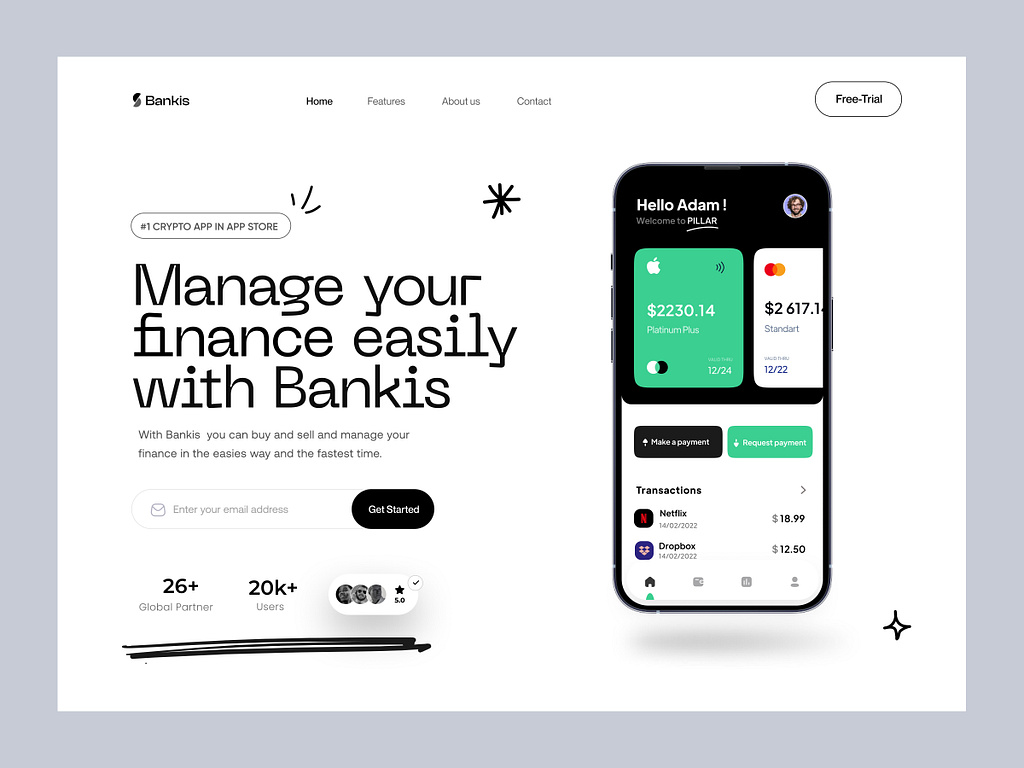 Bankis
Home Features About us Contact
Free-Trial
#1 CRYPTO APP IN APP STORE
Manage your
finance easily
with Bankis
With Bankis you can buy and sell and manage your
finance in the easies way and the fastest time.
Enter your email address
Get Started
26+
Global Partner
20k+
Users
5.0
Hello Adam !
Welcome to PILLAR
$2230.14
Platinum Plus
VALID THRU
12/24
$2 617.14
Standart
VALID THRU
12/22
Make a payment
Request payment
Transactions
Netflix
14/02/2022
$18.99
Dropbox
14/02/2022
$12.50